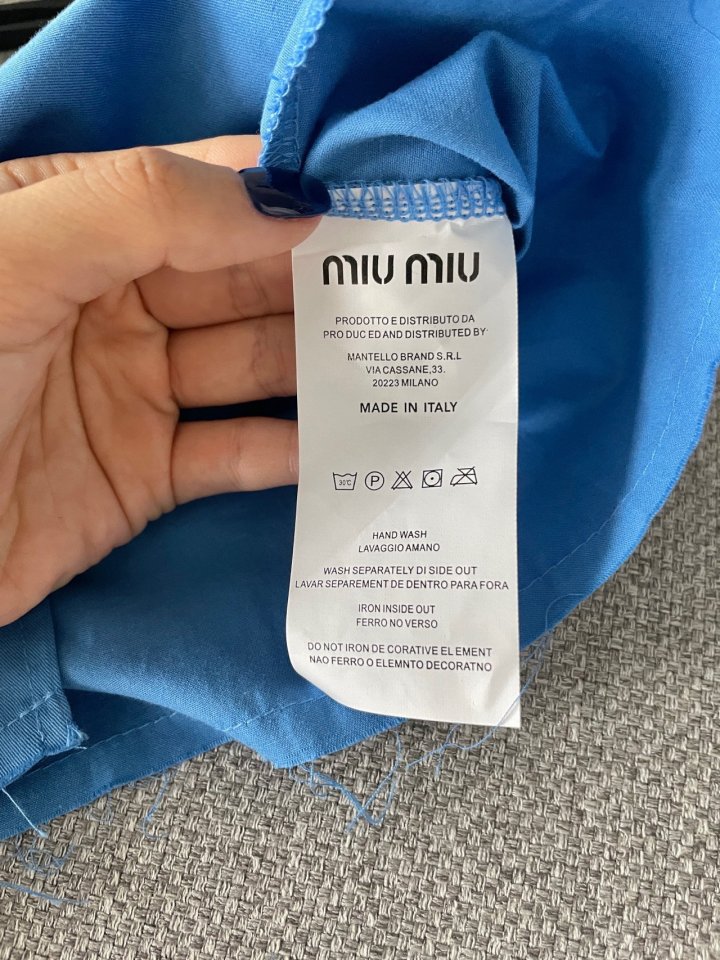 MIU MIU
PRODOTTO E DISTRIBUTO DA
PRO DUC ED AND DISTRIBUTED BY:
MANTELLO BRAND S.R.L
VIA CASSANE,33.
20223 MILANO
MADE IN ITALY
30℃ P
HAND WASH
LAVAGGIO AMANO
WASH SEPARATELY DI SIDE OUT
LAVAR SEPAREMENT DE DENTRO PARA FORA
IRON INSIDE OUT
FERRO NO VERSO
DO NOT IRON DE CORATIVE EL EMENT
NAO FERRO O ELEMNTO DECORATNO